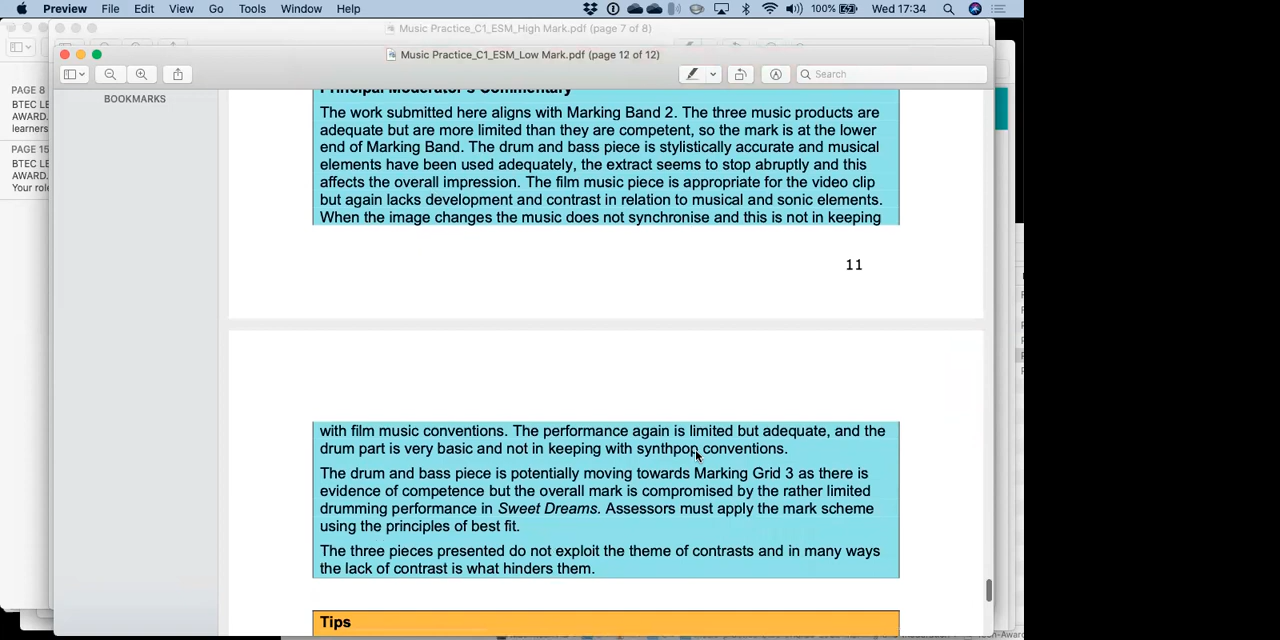 Preview File Edit View Go Tools Window Help 100% Wed 17:34
Music Practice_C1_ESM_High Mark.pdf (page 7 of 8)
Music Practice_C1_ESM_Low Mark.pdf (page 12 of 12)
Search
BOOKMARKS
PAGE 8
BTEC LE
AWARD.
learners
PAGE 15
BTEC LE
AWARD.
Your role
Principal Moderator's Commentary
The work submitted here aligns with Marking Band 2. The three music products are
adequate but are more limited than they are competent, so the mark is at the lower
end of Marking Band. The drum and bass piece is stylistically accurate and musical
elements have been used adequately, the extract seems to stop abruptly and this
affects the overall impression. The film music piece is appropriate for the video clip
but again lacks development and contrast in relation to musical and sonic elements.
When the image changes the music does not synchronise and this is not in keeping
11
with film music conventions. The performance again is limited but adequate, and the
drum part is very basic and not in keeping with synthpop conventions.
The drum and bass piece is potentially moving towards Marking Grid 3 as there is
evidence of competence but the overall mark is compromised by the rather limited
drumming performance in Sweet Dreams. Assessors must apply the mark scheme
using the principles of best fit.
The three pieces presented do not exploit the theme of contrasts and in many ways
the lack of contrast is what hinders them.
Tips